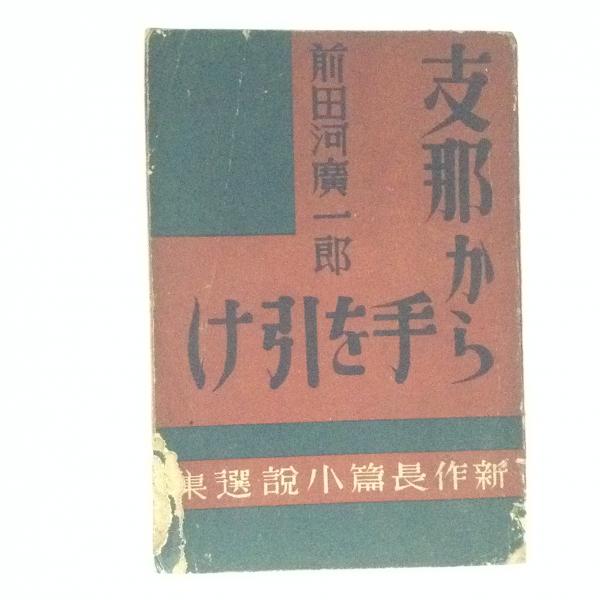 支那から
手を引け
前田河廣一郎
新作長篇小說選集